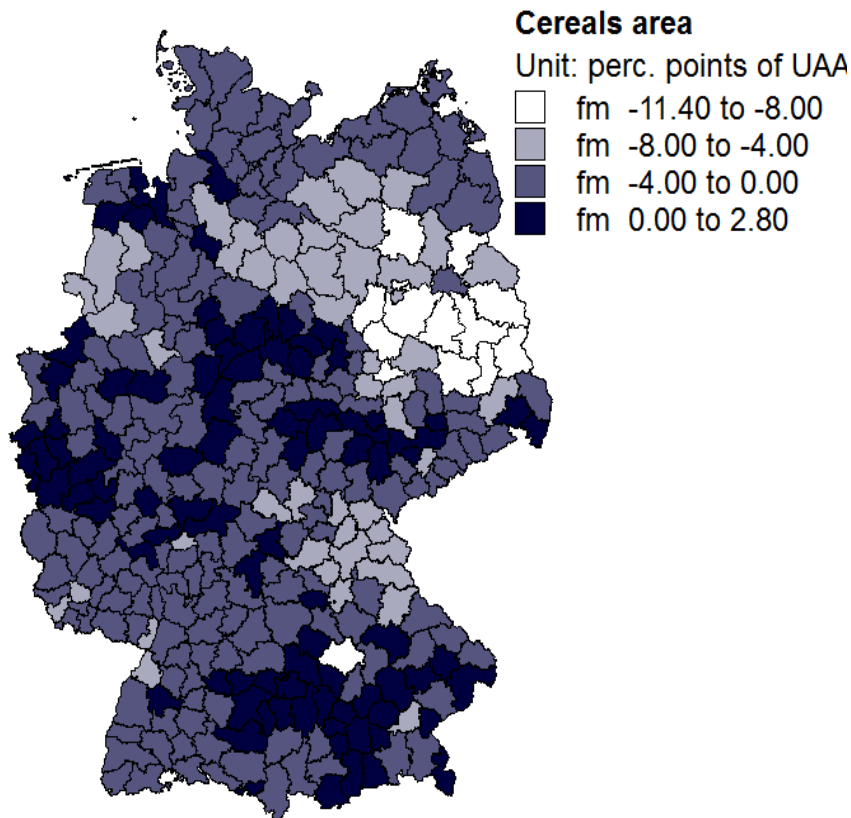 Cereals area
Unit: perc. points of UAA
fm -11.40 to -8.00
fm -8.00 to -4.00
fm -4.00 to 0.00
fm 0.00 to 2.80